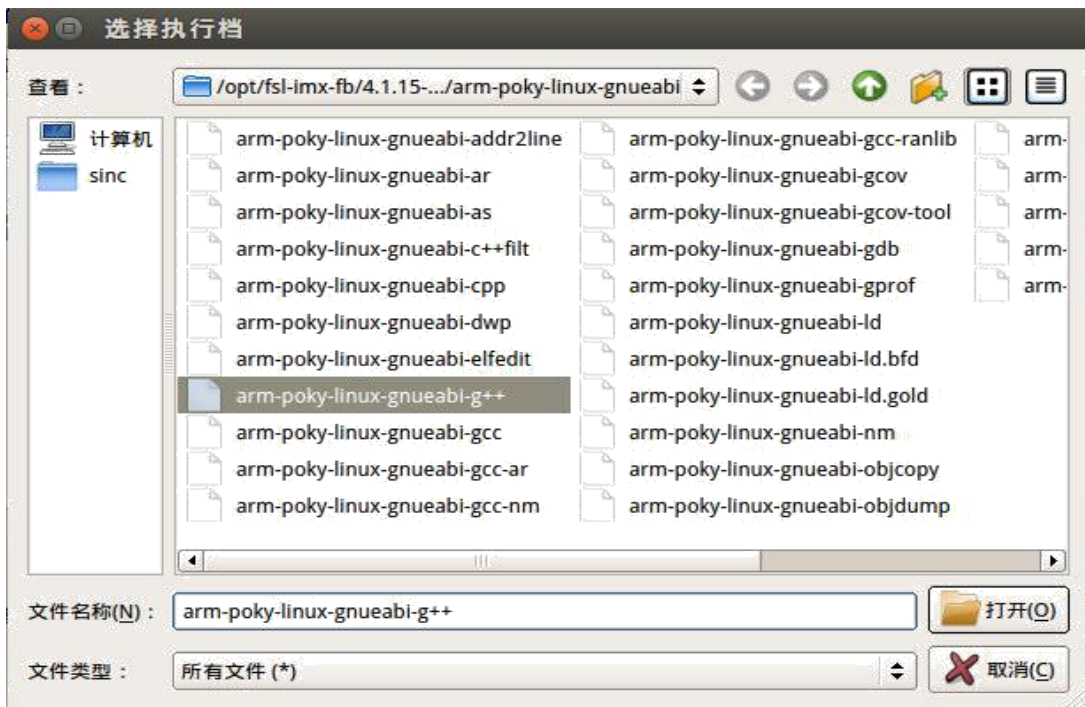 选择执行档
查看：
/opt/fsl-imx-fb/4.1.15-.../arm-poky-linux-gnueabi
计算机
sinc
arm-poky-linux-gnueabi-addr2line
arm-poky-linux-gnueabi-ar
arm-poky-linux-gnueabi-as
arm-poky-linux-gnueabi-c++filt
arm-poky-linux-gnueabi-cpp
arm-poky-linux-gnueabi-dwp
arm-poky-linux-gnueabi-elfedit
arm-poky-linux-gnueabi-g++
arm-poky-linux-gnueabi-gcc
arm-poky-linux-gnueabi-gcc-ar
arm-poky-linux-gnueabi-gcc-nm
arm-poky-linux-gnueabi-gcc-ranlib
arm-poky-linux-gnueabi-gcov
arm-poky-linux-gnueabi-gcov-tool
arm-poky-linux-gnueabi-gdb
arm-poky-linux-gnueabi-gprof
arm-poky-linux-gnueabi-ld
arm-poky-linux-gnueabi-ld.bfd
arm-poky-linux-gnueabi-ld.gold
arm-poky-linux-gnueabi-nm
arm-poky-linux-gnueabi-objcopy
arm-poky-linux-gnueabi-objdump
arm-
arm-
arm-
arm-
arm-
文件名称(N)：
arm-poky-linux-gnueabi-g++
打开(O)
文件类型：
所有文件 (*)
取消(C)